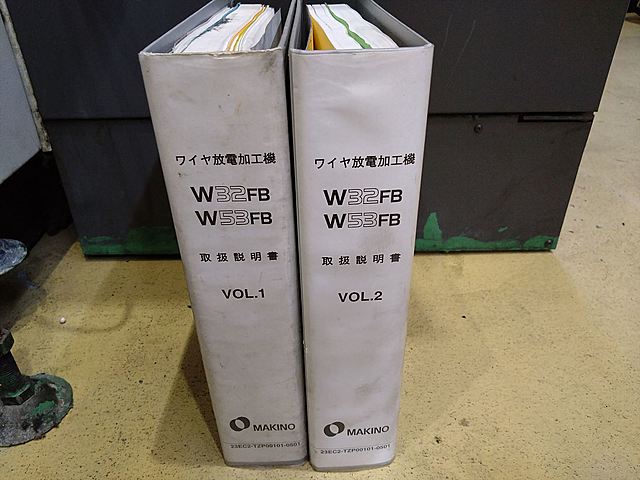 ワイヤ放電加工機
W32FB
W53FB
取扱説明書
VOL.1
MAKINO
23EC2-TZP00101-0501
ワイヤ放電加工機
W32FB
W53FB
取扱説明書
VOL.2
MAKINO
23EC2-TZP00101-0501